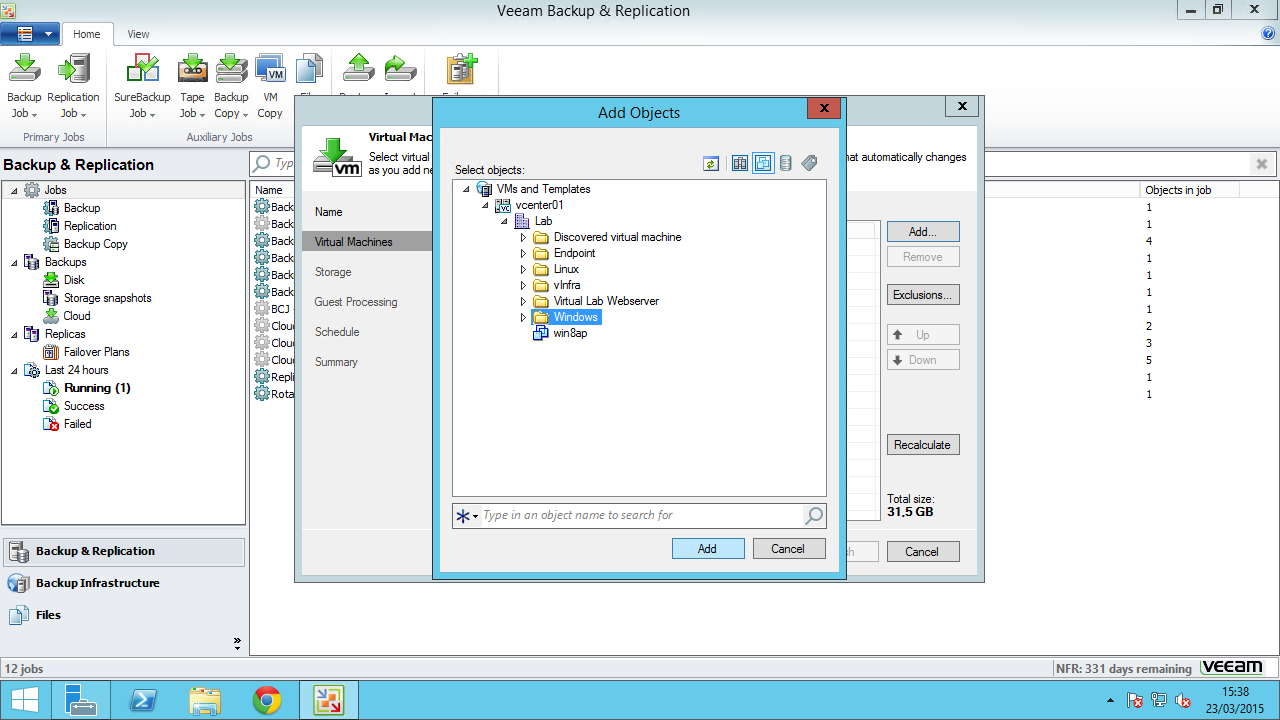 Veeam Backup & Replication
Home
View
Backup Job
Replication Job
SureBackup Job
Tape Job
Backup Copy
VM Copy
Primary Jobs
Auxiliary Jobs
Backup & Replication
Jobs
Backup
Replication
Backup Copy
Backups
Disk
Storage snapshots
Cloud
Replicas
Failover Plans
Last 24 hours
Running (1)
Success
Failed
Backup & Replication
Backup Infrastructure
Files
12 jobs
Typ
Name
Objects in job
Back
1
Back
1
Back
4
Back
1
Back
1
Back
1
BCJ
1
Cloud
2
Cloud
3
Cloud
5
Repli
1
Rota
1
Virtual Mac
Select virtual
as you add ne
hat automatically changes
Name
Virtual Machines
Storage
Guest Processing
Schedule
Summary
Add...
Remove
Exclusions...
Up
Down
Recalculate
Total size:
31,5 GB
Cancel
Add Objects
Select objects:
VMs and Templates
vcenter01
Lab
Discovered virtual machine
Endpoint
Linux
vInfra
Virtual Lab Webserver
Windows
win8ap
Type in an object name to search for
Add
Cancel
NFR: 331 days remaining
veeam
15:38
23/03/2015